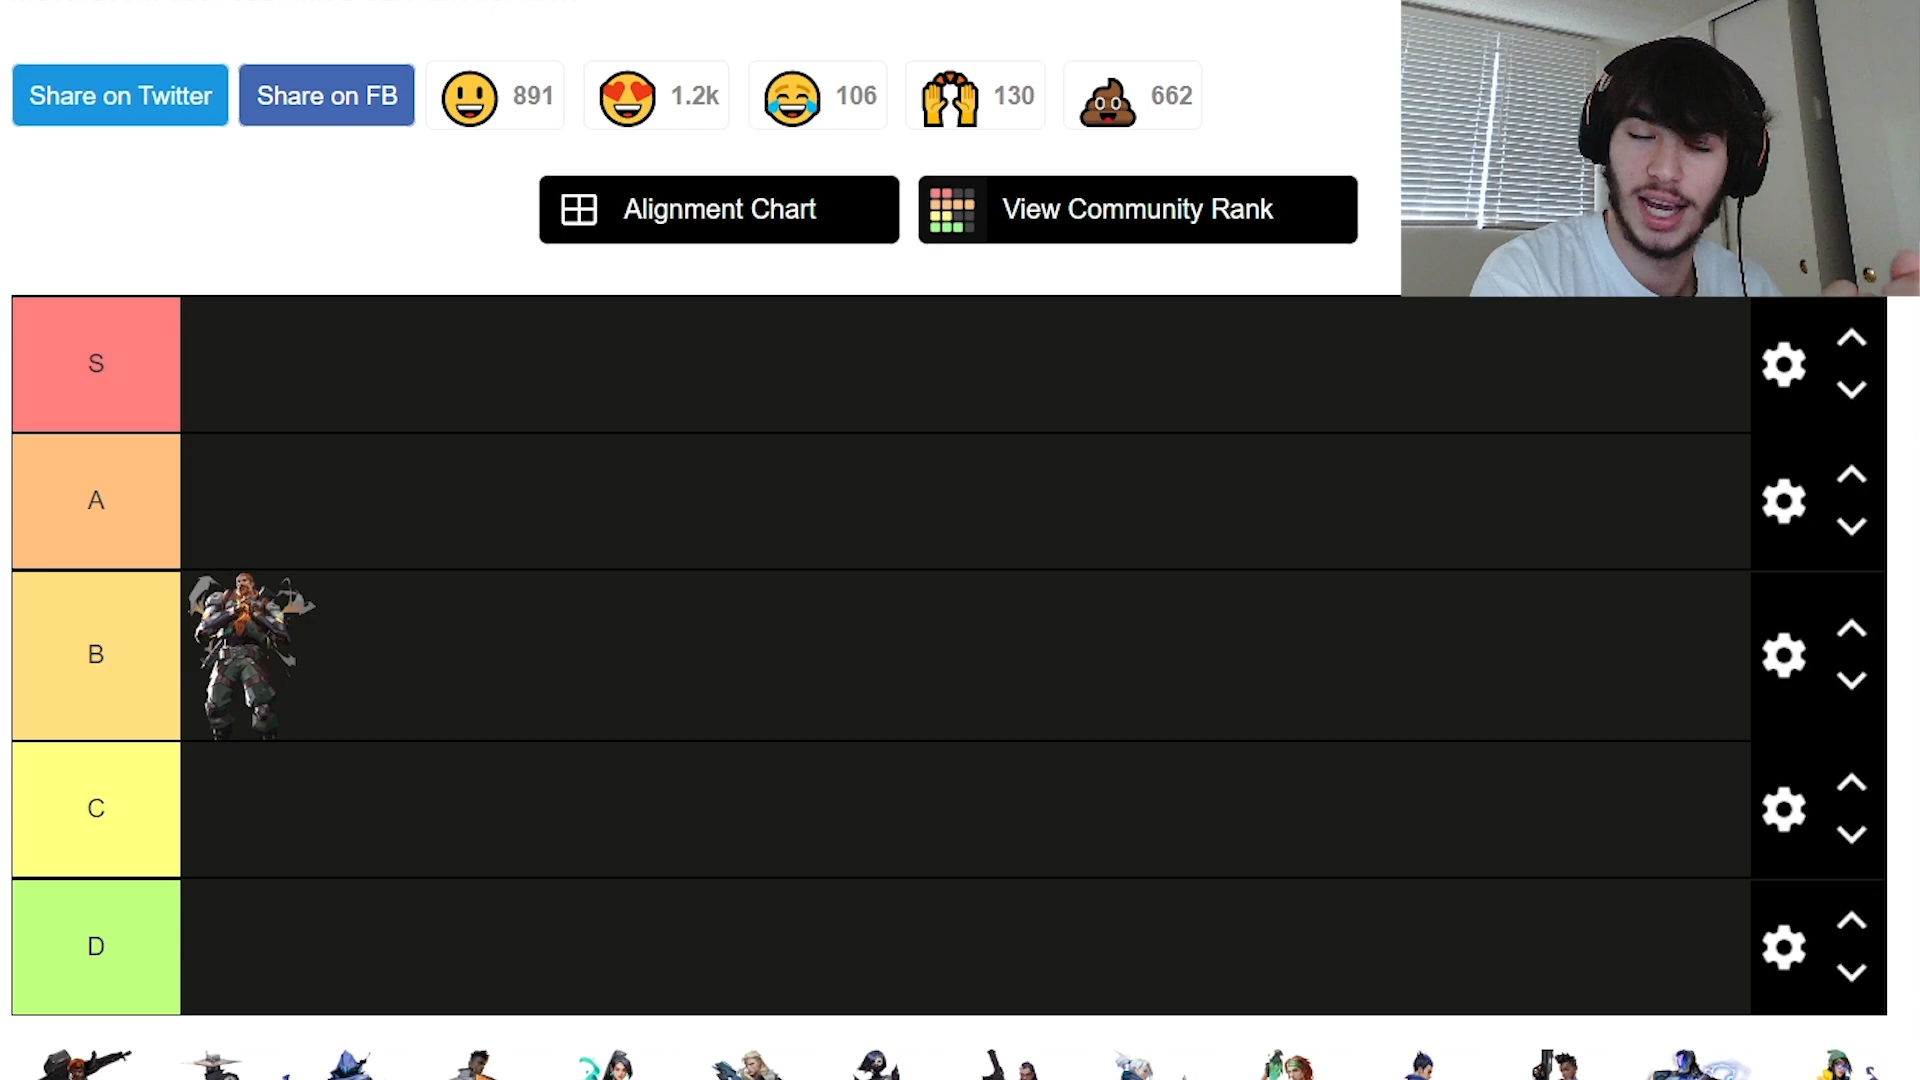 Share on Twitter Share on FB 891 1.2k 106 130 662
Alignment Chart View Community Rank
S
A
B
C
D